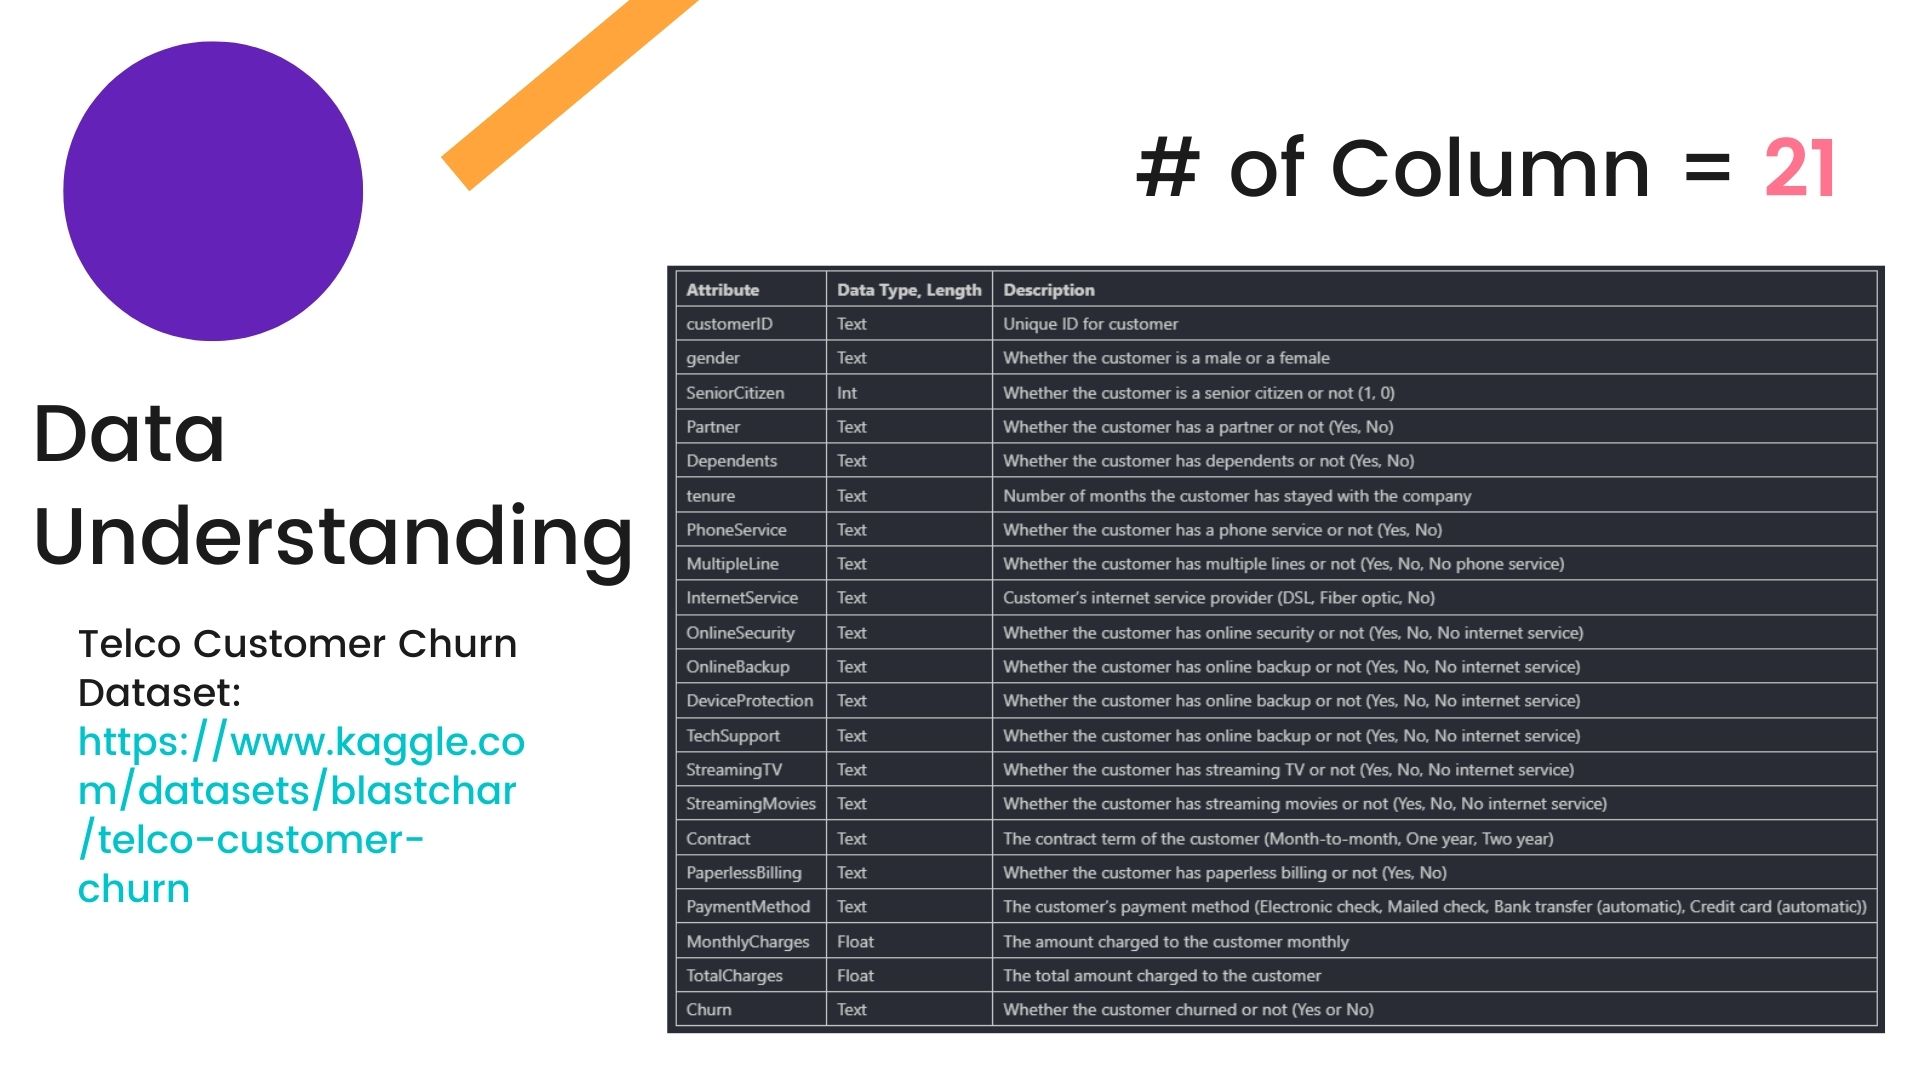 # of Column = 21
Data
Understanding
Telco Customer Churn
Dataset:
https://www.kaggle.co
m/datasets/blastchar
/telco-customer-
churn
Attribute Data Type, Length Description
customerID Text Unique ID for customer
gender Text Whether the customer is a male or a female
SeniorCitizen Int Whether the customer is a senior citizen or not (1, 0)
Partner Text Whether the customer has a partner or not (Yes, No)
Dependents Text Whether the customer has dependents or not (Yes, No)
tenure Text Number of months the customer has stayed with the company
PhoneService Text Whether the customer has a phone service or not (Yes, No)
MultipleLine Text Whether the customer has multiple lines or not (Yes, No, No phone service)
InternetService Text Customer's internet service provider (DSL, Fiber optic, No)
OnlineSecurity Text Whether the customer has online security or not (Yes, No, No internet service)
OnlineBackup Text Whether the customer has online backup or not (Yes, No, No internet service)
DeviceProtection Text Whether the customer has online backup or not (Yes, No, No internet service)
TechSupport Text Whether the customer has online backup or not (Yes, No, No internet service)
StreamingTV Text Whether the customer has streaming TV or not (Yes, No, No internet service)
StreamingMovies Text Whether the customer has streaming movies or not (Yes, No, No internet service)
Contract Text The contract term of the customer (Month-to-month, One year, Two year)
PaperlessBilling Text Whether the customer has paperless billing or not (Yes, No)
PaymentMethod Text The customer's payment method (Electronic check, Mailed check, Bank transfer (automatic), Credit card (automatic))
MonthlyCharges Float The amount charged to the customer monthly
TotalCharges Float The total amount charged to the customer
Churn Text Whether the customer churned or not (Yes or No)